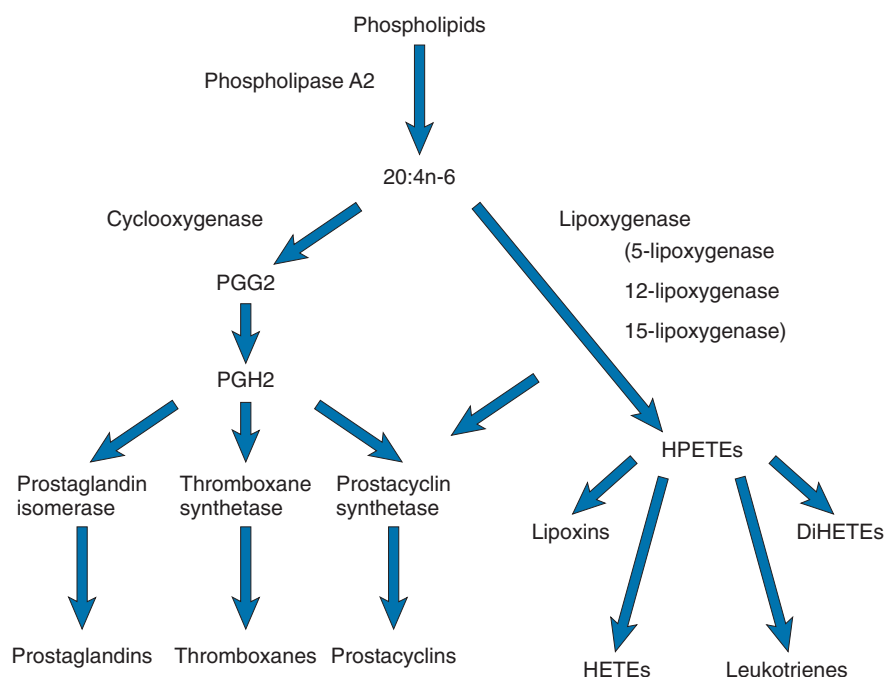 Phospholipids
Phospholipase A2
20:4n-6
Cyclooxygenase
Lipoxygenase
(5-lipoxygenase
12-lipoxygenase
15-lipoxygenase)
PGG2
PGH2
HPETEs
Prostaglandin
isomerase
Thromboxane
synthetase
Prostacyclin
synthetase
Lipoxins
DiHETEs
Prostaglandins
Thromboxanes
Prostacyclins
HETEs
Leukotrienes